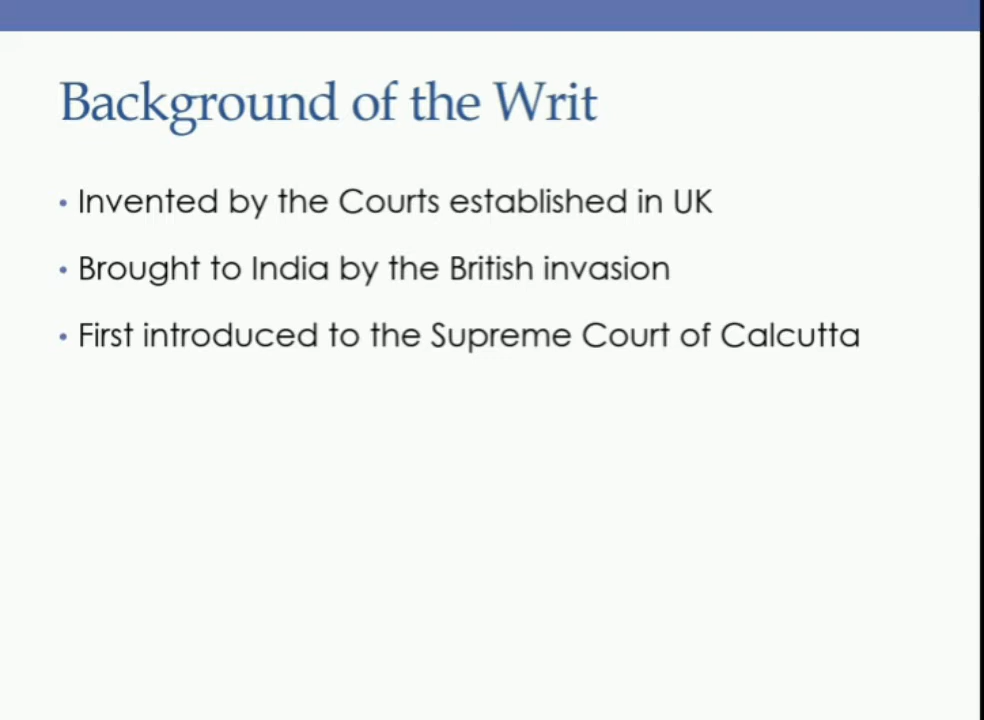 Background of the Writ
• Invented by the Courts established in UK
• Brought to India by the British invasion
• First introduced to the Supreme Court of Calcutta